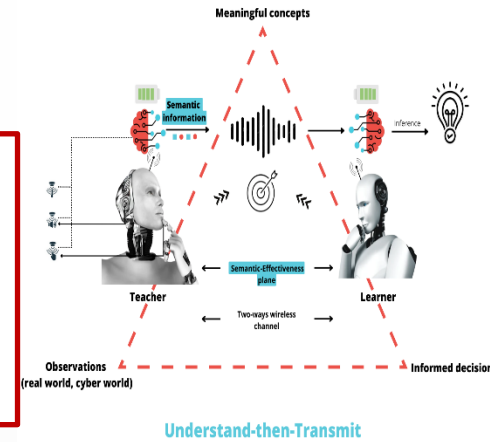 Meaningful concepts
Semantic
information
Inference
Semantic-Effectiveness
plane
Teacher
Learner
Two-ways wireless
channel
Observations
(real world, cyber world)
Informed decision
Understand-then-Transmit